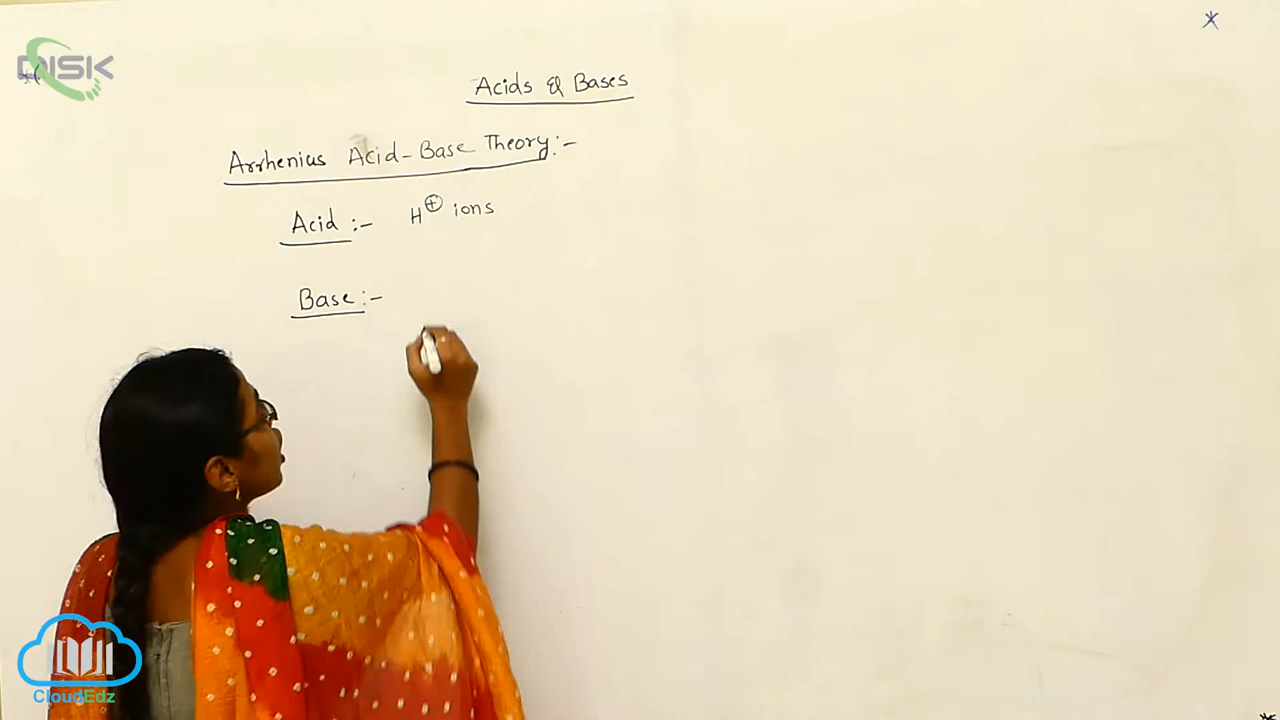 DISK
Acids & Bases
Arrhenius Acid-Base Theory:-
Acid :- H⊕ ions
Base:-
CloudEdz